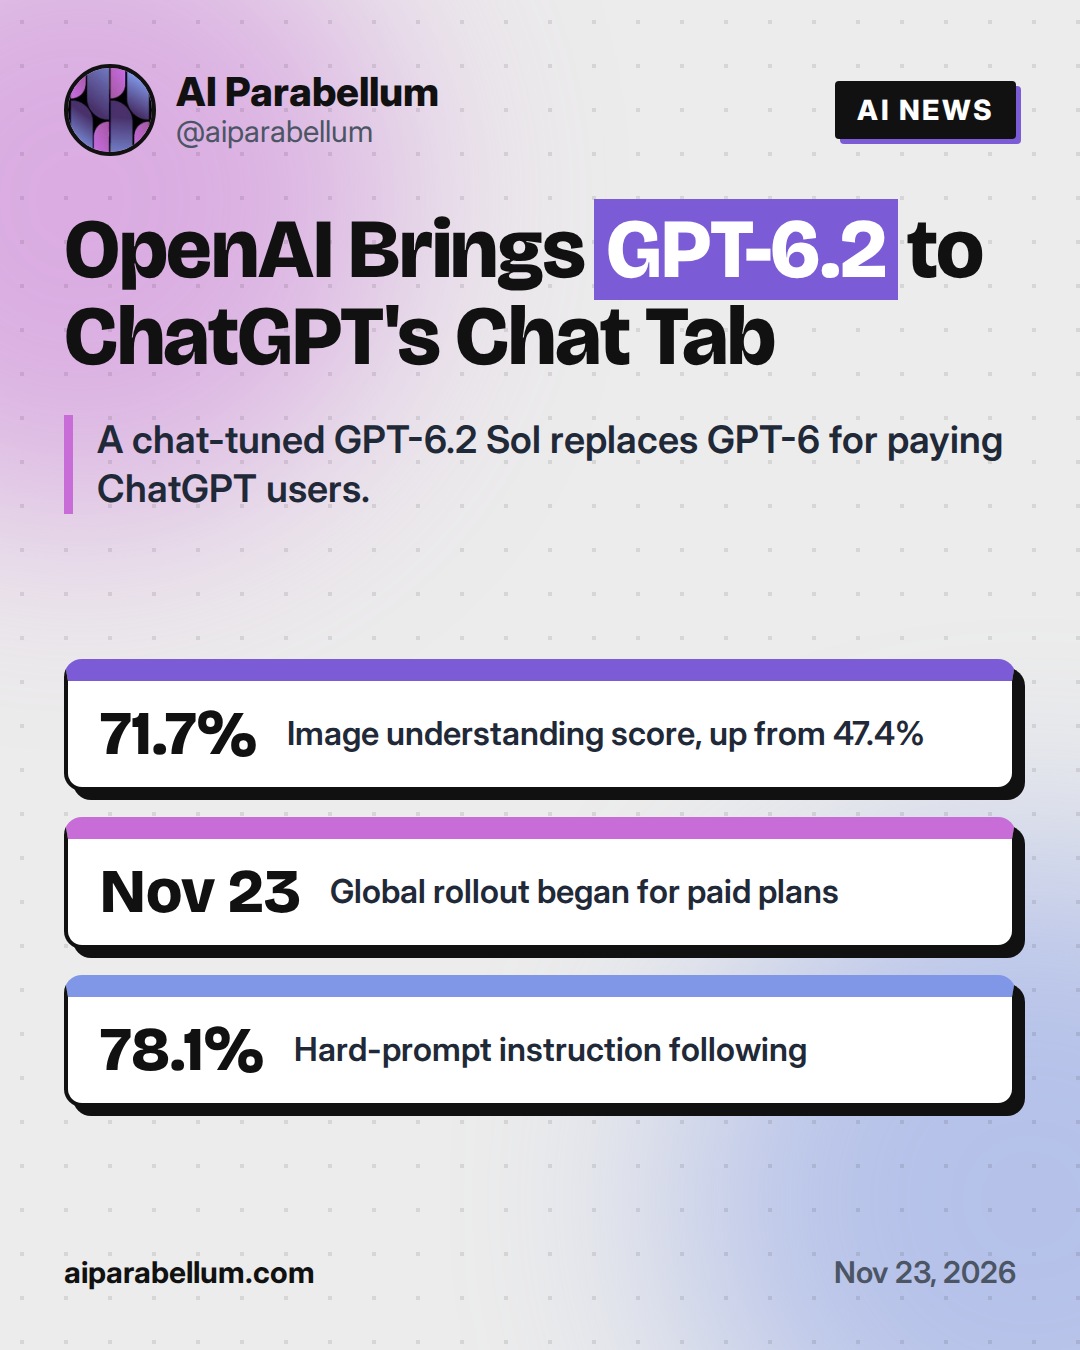 AI Parabellum
@aiparabellum
AI NEWS
OpenAI Brings GPT-6.2 to
ChatGPT's Chat Tab
A chat-tuned GPT-6.2 Sol replaces GPT-6 for paying
ChatGPT users.
71.7% Image understanding score, up from 47.4%
Nov 23 Global rollout began for paid plans
78.1% Hard-prompt instruction following
aiparabellum.com
Nov 23, 2026